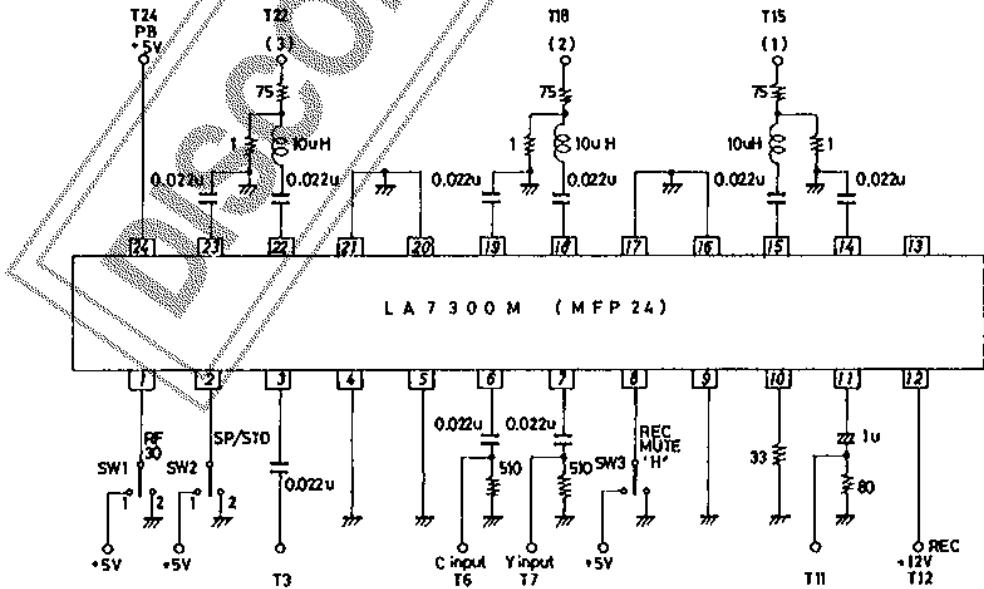 T24
PB
+5V
T22
(3)
T18
(2)
T15
(1)
75
75
75
1
10uH
1
10uH
10uH
1
0.022u
0.022u
0.022u
0.022u
0.022u
0.022u
24
23
22
21
20
19
18
17
16
15
14
13
LA7300M (MFP24)
1
2
3
4
5
6
7
8
9
10
11
12
RF
30
SP/STD
SW1
SW2
1
2
1
2
0.022u
0.022u
0.022u
510
510
REC
MUTE
'H'
SW3
33
1u
80
+5V
+5V
T3
C input
T6
Y input
T7
+5V
T11
REC
+12V
T12
DISCO